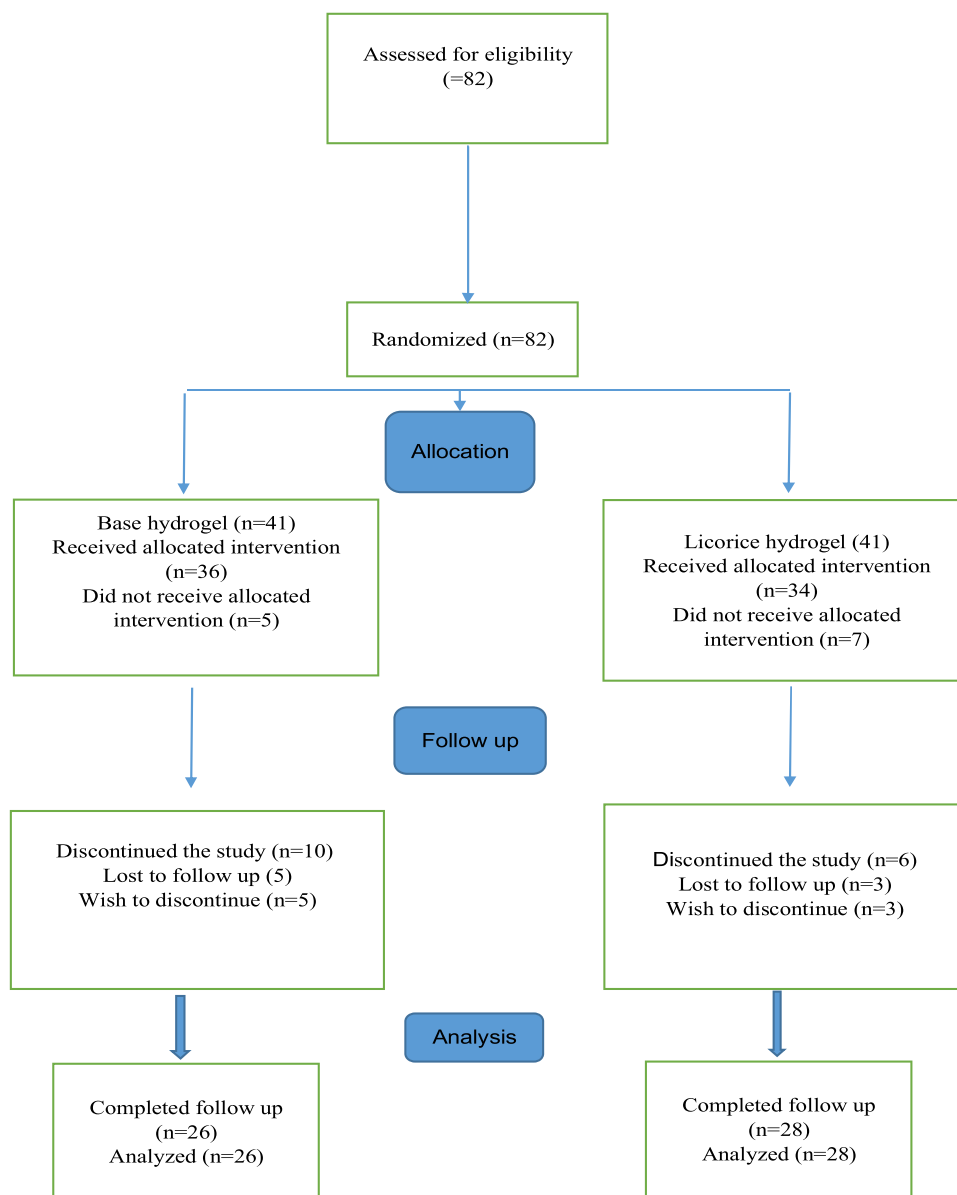 Assessed for eligibility
(=82)
Randomized (n=82)
Allocation
Base hydrogel (n=41)
Received allocated intervention
(n=36)
Did not receive allocated
intervention (n=5)
Licorice hydrogel (41)
Received allocated intervention
(n=34)
Did not receive allocated
intervention (n=7)
Follow up
Discontinued the study (n=10)
Lost to follow up (5)
Wish to discontinue (n=5)
Discontinued the study (n=6)
Lost to follow up (n=3)
Wish to discontinue (n=3)
Analysis
Completed follow up
(n=26)
Analyzed (n=26)
Completed follow up
(n=28)
Analyzed (n=28)